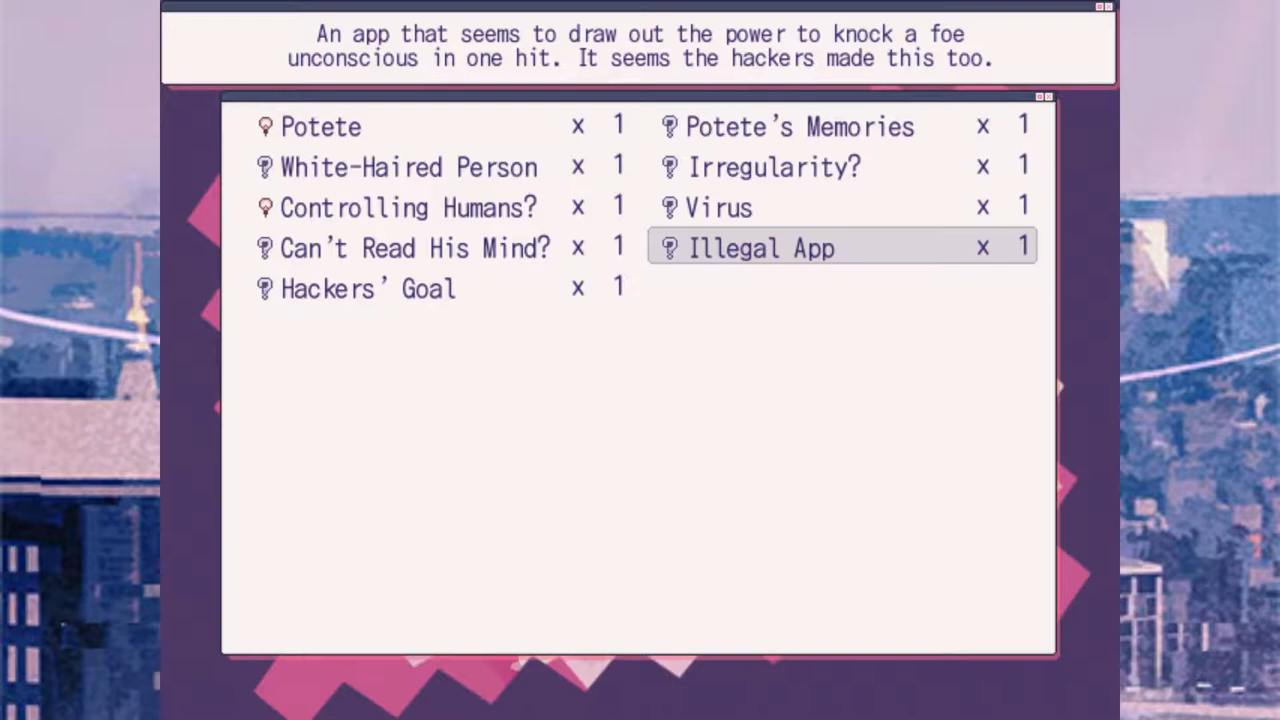 An app that seems to draw out the power to knock a foe
unconscious in one hit. It seems the hackers made this too.
Potete x 1 Potete's Memories x 1
White-Haired Person x 1 Irregularity? x 1
Controlling Humans? x 1 Virus x 1
Can't Read His Mind? x 1 Illegal App x 1
Hackers' Goal x 1